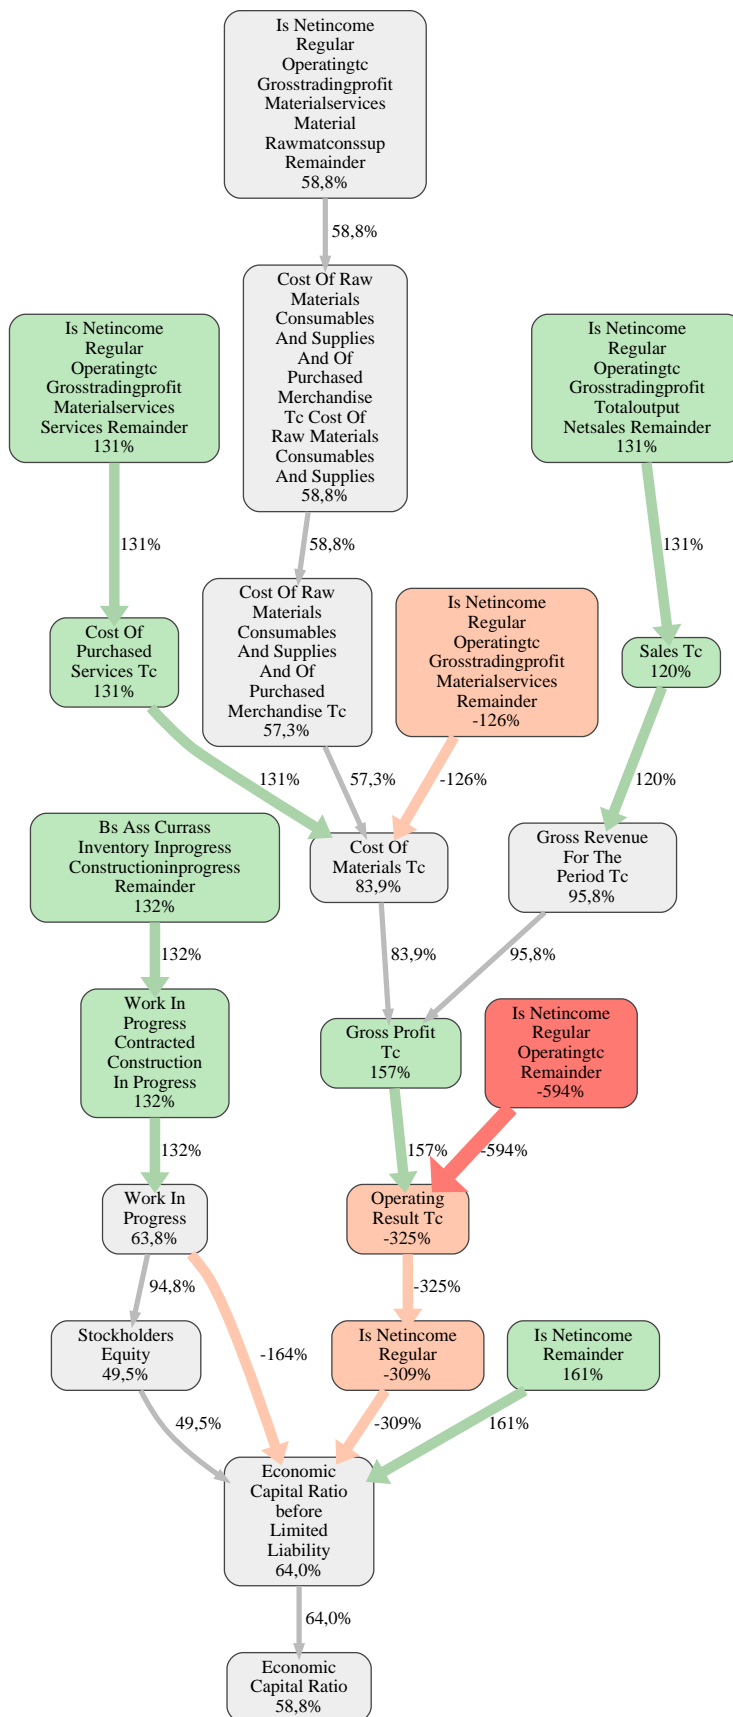 Is Netincome
Regular
Operatingtc
Grosstradingprofit
Materialservices
Material
Rawmatconssup
Remainder
58,8%
58,8%
Cost Of Raw
Materials
Consumables
And Supplies
And Of
Purchased
Merchandise
Tc Cost Of
Raw Materials
Consumables
And Supplies
58,8%
Is Netincome
Regular
Operatingtc
Grosstradingprofit
Materialservices
Services Remainder
131%
Is Netincome
Regular
Operatingtc
Grosstradingprofit
Totaloutput
Netsales Remainder
131%
131%
58,8%
131%
Cost Of
Purchased
Services Tc
131%
Cost Of Raw
Materials
Consumables
And Supplies
And Of
Purchased
Merchandise Tc
57,3%
Is Netincome
Regular
Operatingtc
Grosstradingprofit
Materialservices
Remainder
-126%
Sales Tc
120%
131%
57,3%
-126%
120%
Bs Ass Currass
Inventory Inprogress
Constructioninprogress
Remainder
132%
Cost Of
Materials Tc
83,9%
Gross Revenue
For The
Period Tc
95,8%
132%
83,9%
95,8%
Work In
Progress
Contracted
Construction
In Progress
132%
Gross Profit
Tc
157%
Is Netincome
Regular
Operatingtc
Remainder
-594%
132%
157%
-594%
Work In
Progress
63,8%
Operating
Result Tc
-325%
94,8%
-325%
-164%
Stockholders
Equity
49,5%
Is Netincome
Regular
-309%
Is Netincome
Remainder
161%
49,5%
-309%
161%
Economic
Capital Ratio
before
Limited
Liability
64,0%
64,0%
Economic
Capital Ratio
58,8%